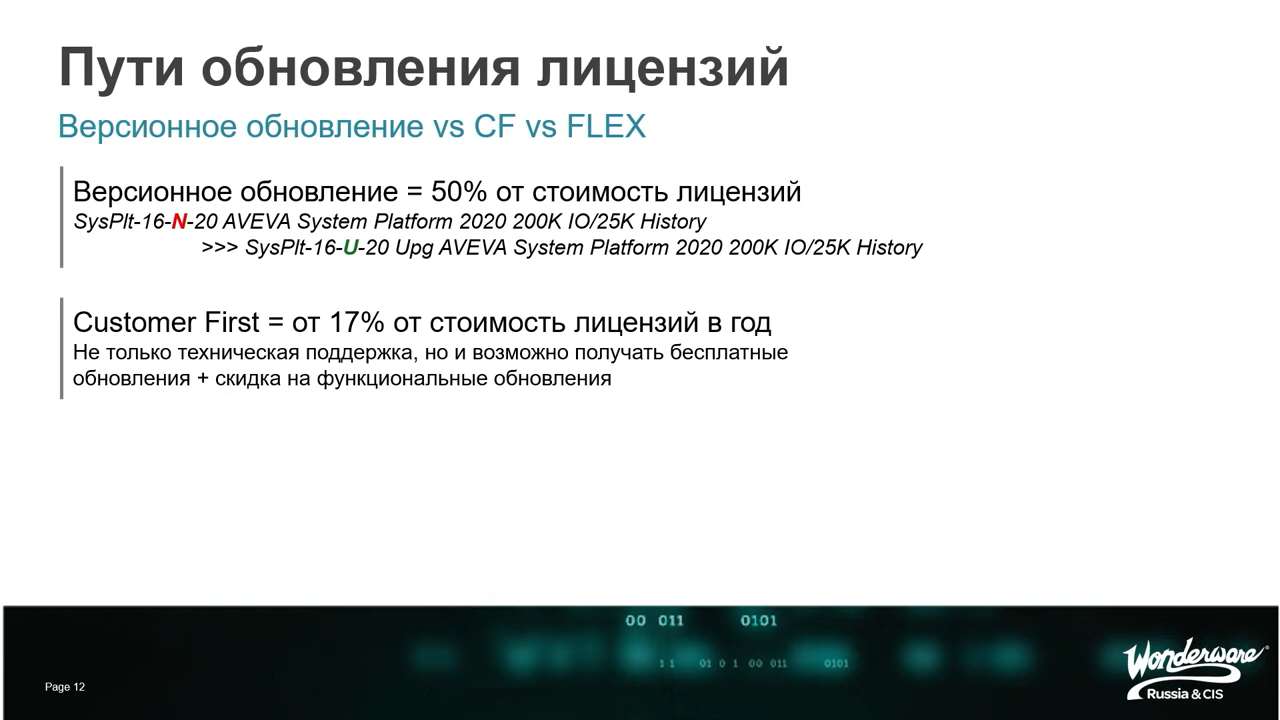 Пути обновления лицензий
Версионное обновление vs CF vs FLEX
Версионное обновление = 50% от стоимость лицензий
SysPlt-16-N-20 AVEVA System Platform 2020 200K IO/25K History
>>> SysPlt-16-U-20 Upg AVEVA System Platform 2020 200K IO/25K History
Customer First = от 17% от стоимость лицензий в год
Не только техническая поддержка, но и возможно получать бесплатные
обновления + скидка на функциональные обновления
00 011 0101
1 1 01 0 1 00 011 0101
Wonderware®
Russia & CIS
Page 12